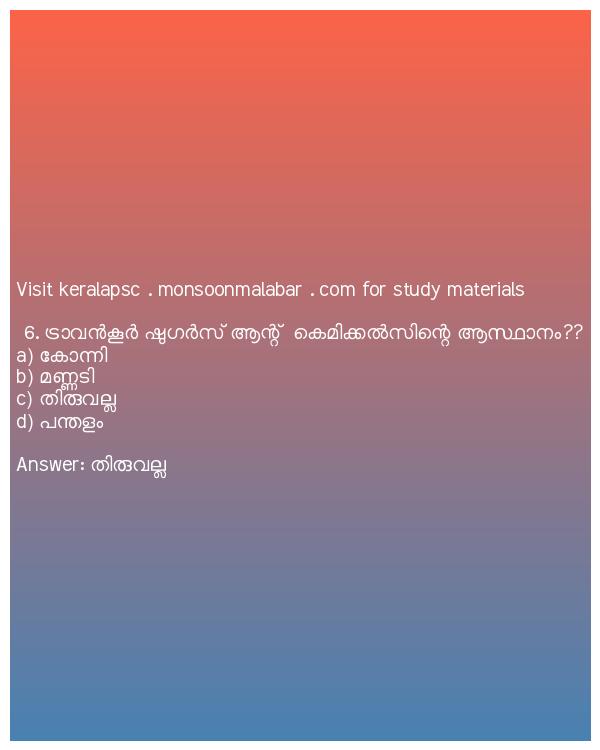 Visit keralapsc . monsoonmalabar . com for study materials
6. ട്രാവൻകൂർ ഷുഗർസ് ആന്റ് കെമിക്കൽസിന്റെ ആസ്ഥാനം??
a) കോന്നി
b) മണ്ണടി
c) തിരുവല്ല
d) പന്തളം
Answer: തിരുവല്ല